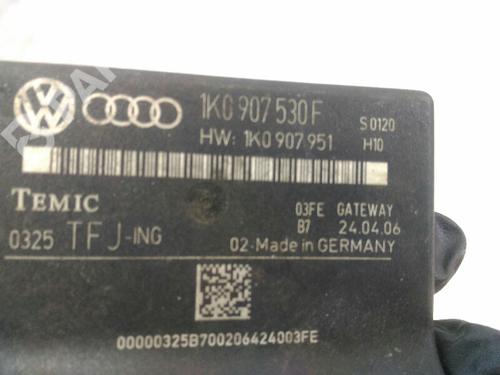 1K0 907 530 F
S0120
HW: 1K0 907 951
H10
TEMIC
03FE GATEWAY
0325 TFJ-ING
B7 24.04.06
02-Made in GERMANY
00000325B700206424003FE